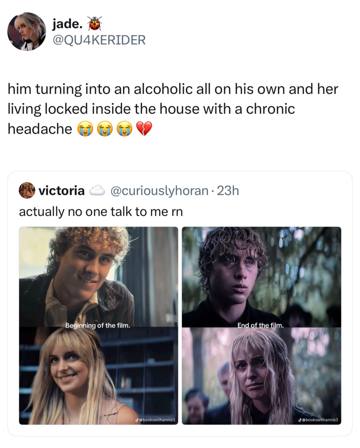 jade. 🐞
@QU4KERIDER
him turning into an alcoholic all on his own and her
living locked inside the house with a chronic
headache 😭😭😭💔
victoria ☁️ @curiouslyhoran · 23h
actually no one talk to me rn
Beginning of the film.
End of the film.